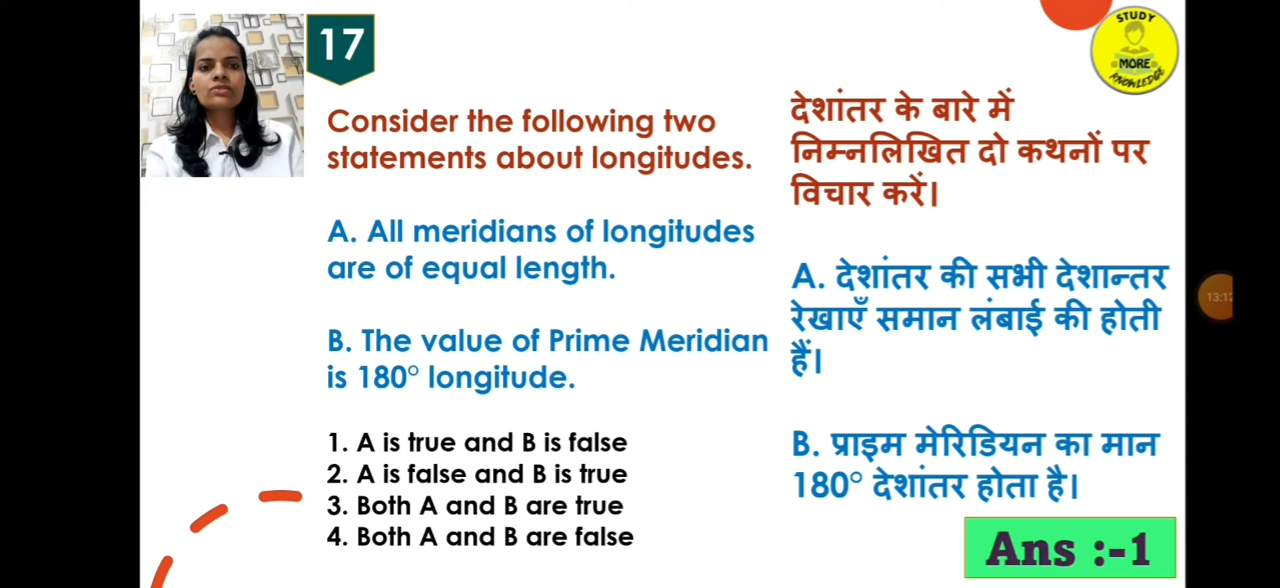 17
STUDY
MORE
KNOWLEDGE
Consider the following two
statements about longitudes.
A. All meridians of longitudes
are of equal length.
B. The value of Prime Meridian
is 180° longitude.
1. A is true and B is false
2. A is false and B is true
3. Both A and B are true
4. Both A and B are false
देशांतर के बारे में
निम्नलिखित दो कथनों पर
विचार करें।
A. देशांतर की सभी देशान्तर
रेखाएँ समान लंबाई की होती
हैं।
B. प्राइम मेरिडियन का मान
180° देशांतर होता है।
Ans :-1
13:12